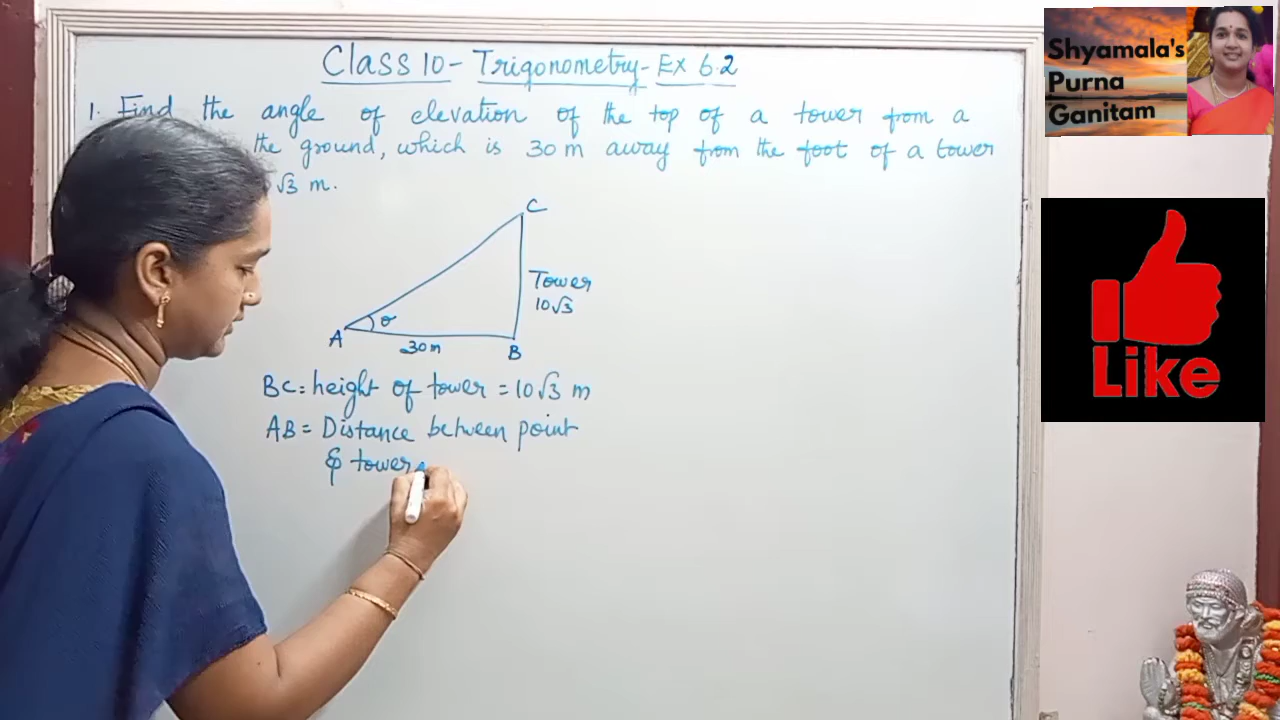 Class 10 - Trigonometry - Ex 6.2
1. Find the angle of elevation of the top of a tower from a
the ground, which is 30 m away from the foot of a tower
√3 m.
C
Tower
10√3
θ
A
30m
B
BC = height of tower = 10√3 m
AB = Distance between point
& tower
Shyamala's
Purna
Ganitam
Like